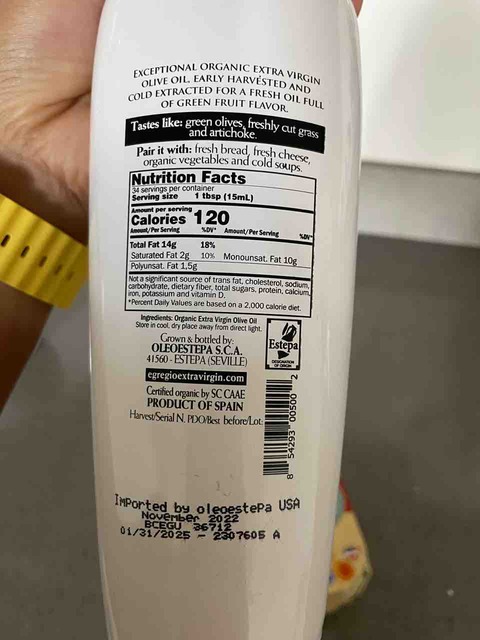 EXCEPTIONAL ORGANIC EXTRA VIRGIN
OLIVE OIL. EARLY HARVESTED AND
COLD EXTRACTED FOR A FRESH OIL FULL
OF GREEN FRUIT FLAVOR.
Tastes like: green olives, freshly cut grass
and artichoke.
Pair it with: fresh bread, fresh cheese,
organic vegetables and cold soups.
Nutrition Facts
34 servings per container
Serving size 1 tbsp (15mL)
Amount per serving
Calories 120
Amount/Per Serving %DV* Amount/Per Serving %DV*
Total Fat 14g 18%
Saturated Fat 2g 10% Monounsat. Fat 10g
Polyunsat. Fat 1,5g
Not a significant source of trans fat, cholesterol, sodium,
carbohydrate, dietary fiber, total sugars, protein, calcium,
iron, potassium and vitamin D.
*Percent Daily Values are based on a 2,000 calorie diet.
Ingredients: Organic Extra Virgin Olive Oil
Store in cool, dry place away from direct light.
Grown & bottled by:
OLEOESTEPA S.C.A.
41560 - ESTEPA (SEVILLE)
egregioextravirgin.com
Certified organic by SC CAAE
PRODUCT OF SPAIN
Harvest/Serial N. PDO/Best before/Lot:
Estepa
DESIGNATION
OF ORIGIN
8 54293 00500 2
Imported by oleoestepa USA
November 2022
BCEGU 36712
01/31/2025 - 2307605 A